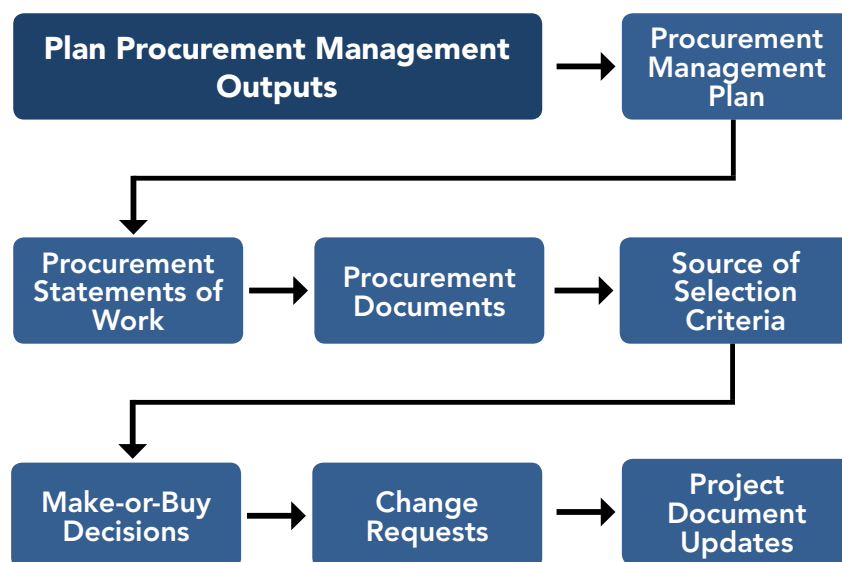 Plan Procurement Management
Outputs
Procurement
Management
Plan
Procurement
Statements of
Work
Procurement
Documents
Source of
Selection
Criteria
Make-or-Buy
Decisions
Change
Requests
Project
Document
Updates